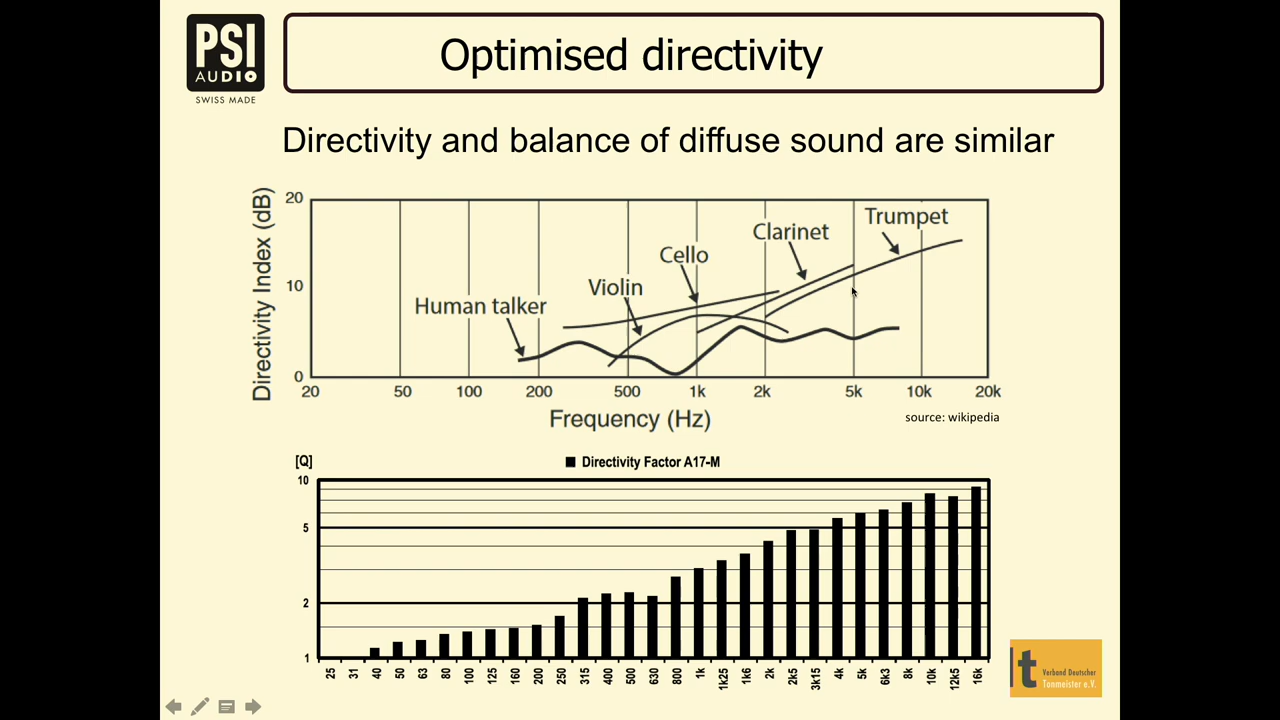 PSI
AUDIO
SWISS MADE
Optimised directivity
Directivity and balance of diffuse sound are similar
Directivity Index (dB)
20
10
0
Human talker
Violin
Cello
Clarinet
Trumpet
20 50 100 200 500 1k 2k 5k 10k 20k
Frequency (Hz)
source: wikipedia
[Q]
Directivity Factor A17-M
10
5
2
1
25 31 40 50 63 80 100 125 160 200 250 315 400 500 630 800 1k 1k25 1k6 2k 2k5 3k15 4k 5k 6k3 8k 10k 12k5 16k
Verband Deutscher
Tonmeister e.V.